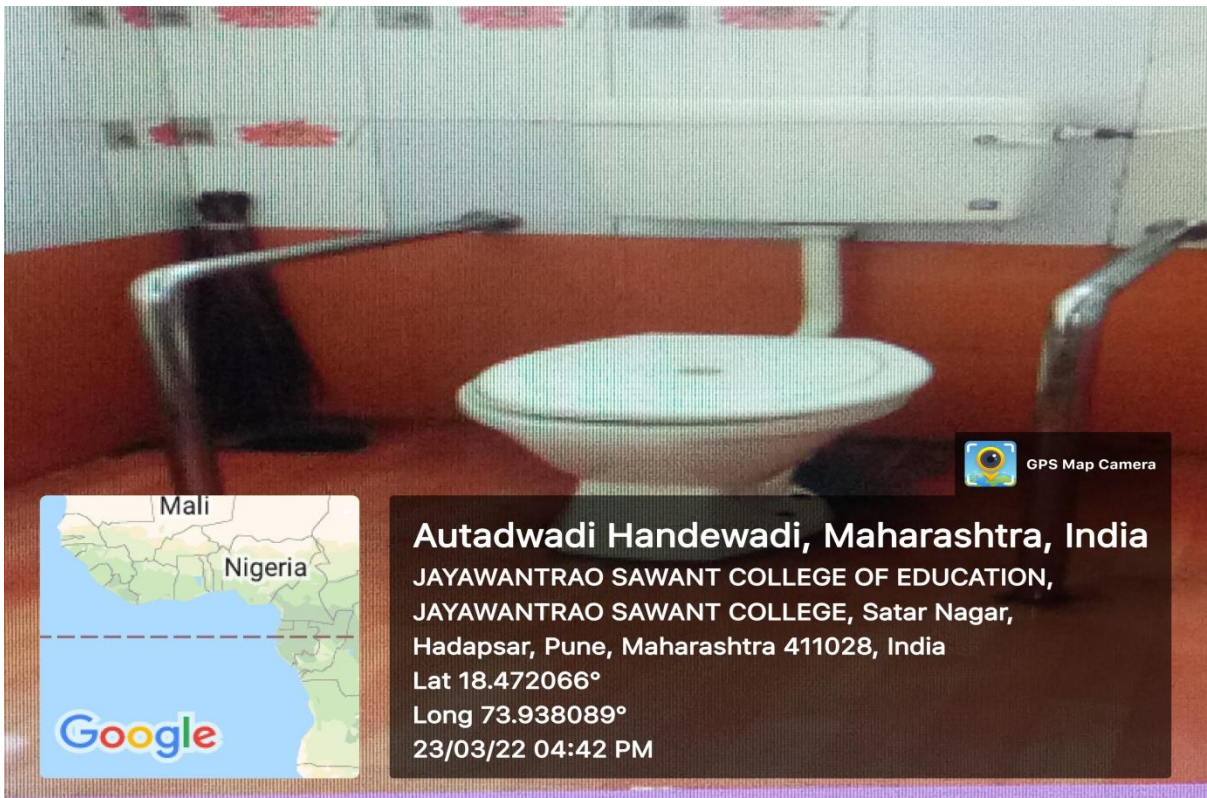 GPS Map Camera
Mali
Nigeria
Google
Autadwadi Handewadi, Maharashtra, India
JAYAWANTRAO SAWANT COLLEGE OF EDUCATION,
JAYAWANTRAO SAWANT COLLEGE, Satar Nagar,
Hadapsar, Pune, Maharashtra 411028, India
Lat 18.472066°
Long 73.938089°
23/03/22 04:42 PM